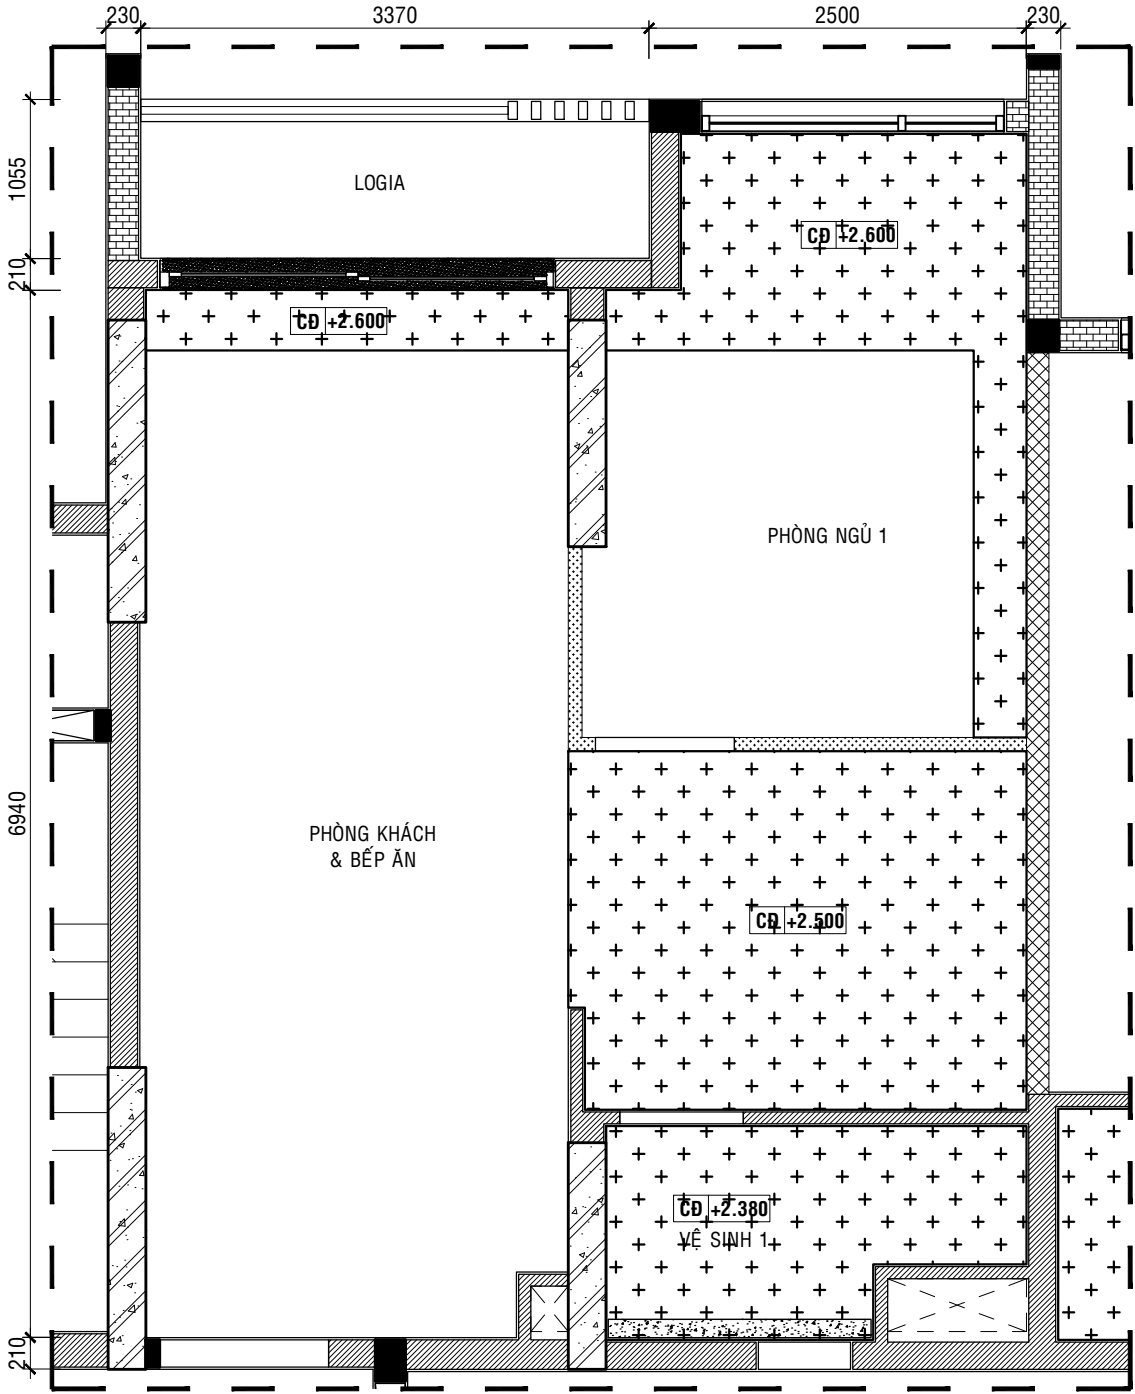 230
3370
2500
230
1055
LOGIA
CĐ +2.600
210
CĐ +2.600
PHÒNG NGỦ 1
6940
PHÒNG KHÁCH
& BẾP ĂN
CĐ +2.500
CĐ +2.380
VỆ SINH 1
210